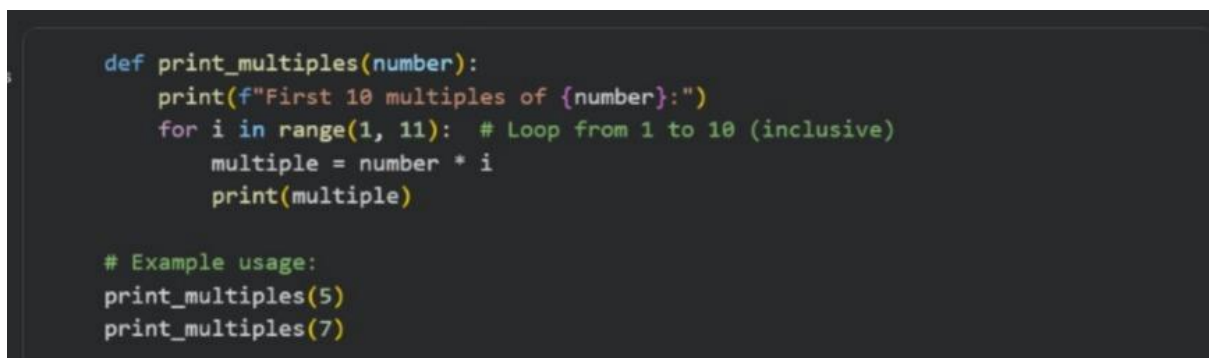 def print_multiples(number):
    print(f"First 10 multiples of {number}:")
    for i in range(1, 11):  # Loop from 1 to 10 (inclusive)
        multiple = number * i
        print(multiple)

# Example usage:
print_multiples(5)
print_multiples(7)